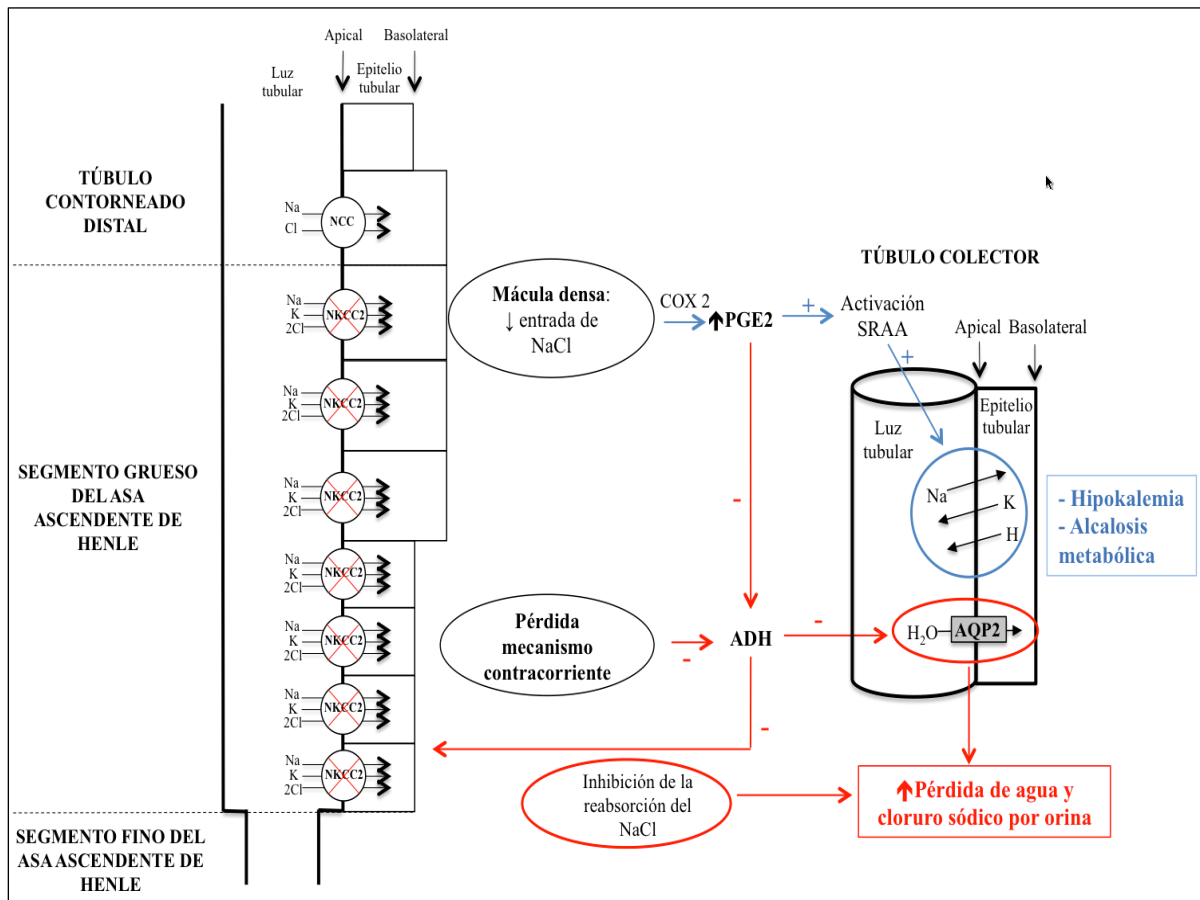 Apical
Basolateral
Luz
tubular
Epitelio
tubular
TÚBULO
CONTORNEADO
DISTAL
Na
Cl
NCC
SEGMENTO GRUESO
DEL ASA
ASCENDENTE DE
HENLE
Na
K
2Cl
NKCC2
Na
K
2Cl
NKCC2
Na
K
2Cl
NKCC2
Na
K
2Cl
NKCC2
Na
K
2Cl
NKCC2
Na
K
2Cl
NKCC2
Na
K
2Cl
NKCC2
SEGMENTO FINO DEL
ASA ASCENDENTE DE
HENLE
Mácula densa:
↓ entrada de
NaCl
COX 2
↑PGE2
+
Activación
SRAA
+
-
Pérdida
mecanismo
contracorriente
-
ADH
-
-
Inhibición de la
reabsorción del
NaCl
TÚBULO COLECTOR
Apical Basolateral
Luz
tubular
Epitelio
tubular
Na
K
H
H2O
AQP2
- Hipokalemia
- Alcalosis
metabólica
↑Pérdida de agua y
cloruro sódico por orina